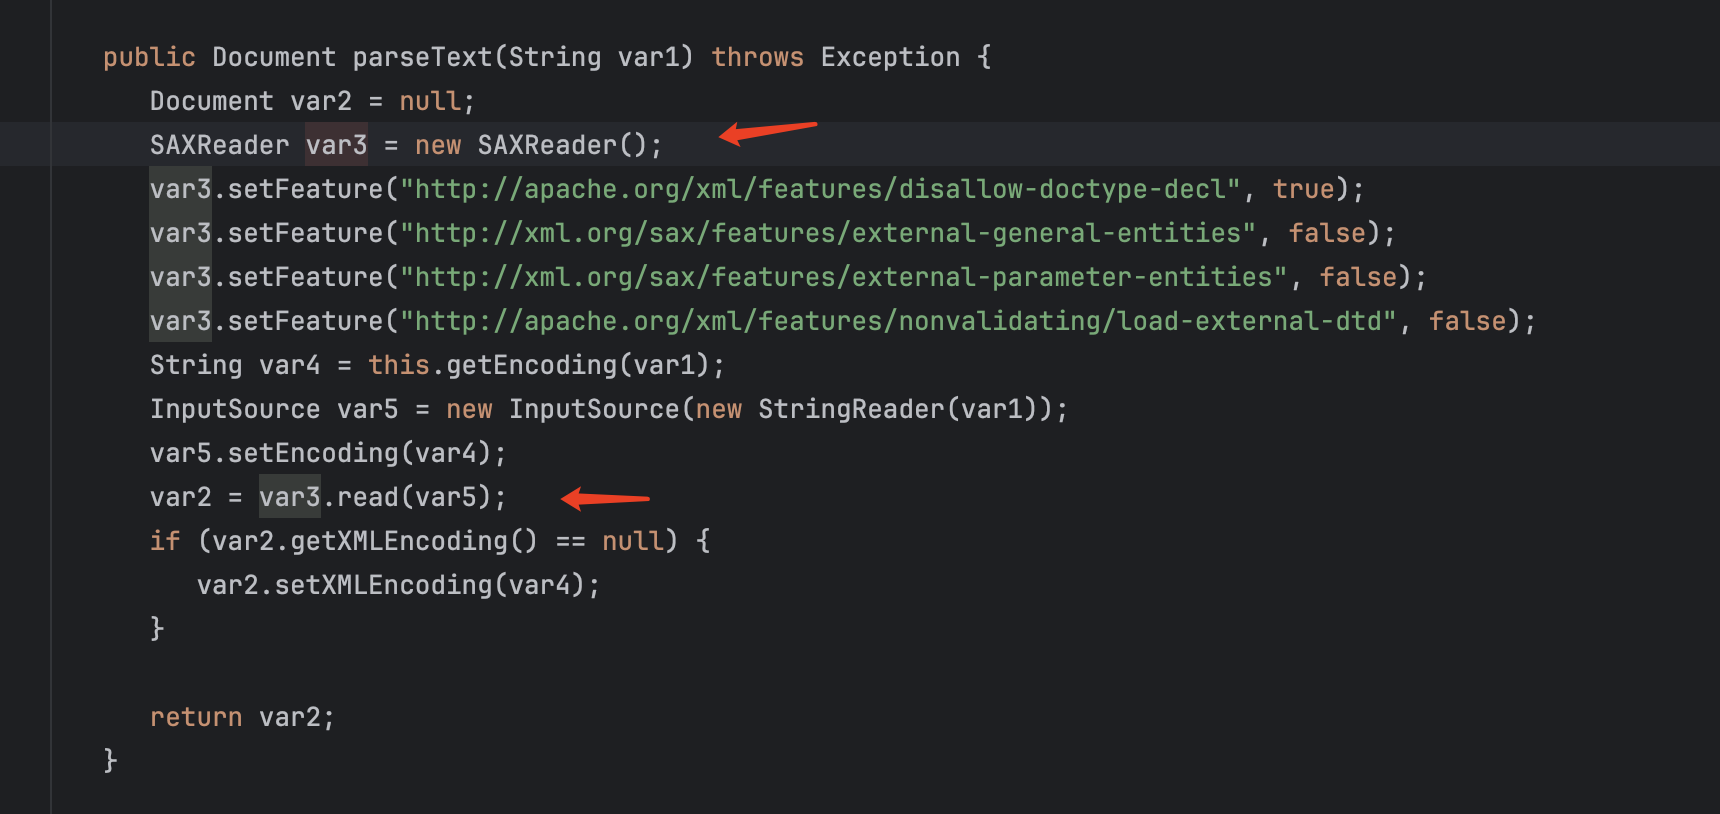 public Document parseText(String var1) throws Exception {
Document var2 = null;
SAXReader var3 = new SAXReader();
var3.setFeature("http://apache.org/xml/features/disallow-doctype-decl", true);
var3.setFeature("http://xml.org/sax/features/external-general-entities", false);
var3.setFeature("http://xml.org/sax/features/external-parameter-entities", false);
var3.setFeature("http://apache.org/xml/features/nonvalidating/load-external-dtd", false);
String var4 = this.getEncoding(var1);
InputSource var5 = new InputSource(new StringReader(var1));
var5.setEncoding(var4);
var2 = var3.read(var5);
if (var2.getXMLEncoding() == null) {
var2.setXMLEncoding(var4);
}
return var2;
}